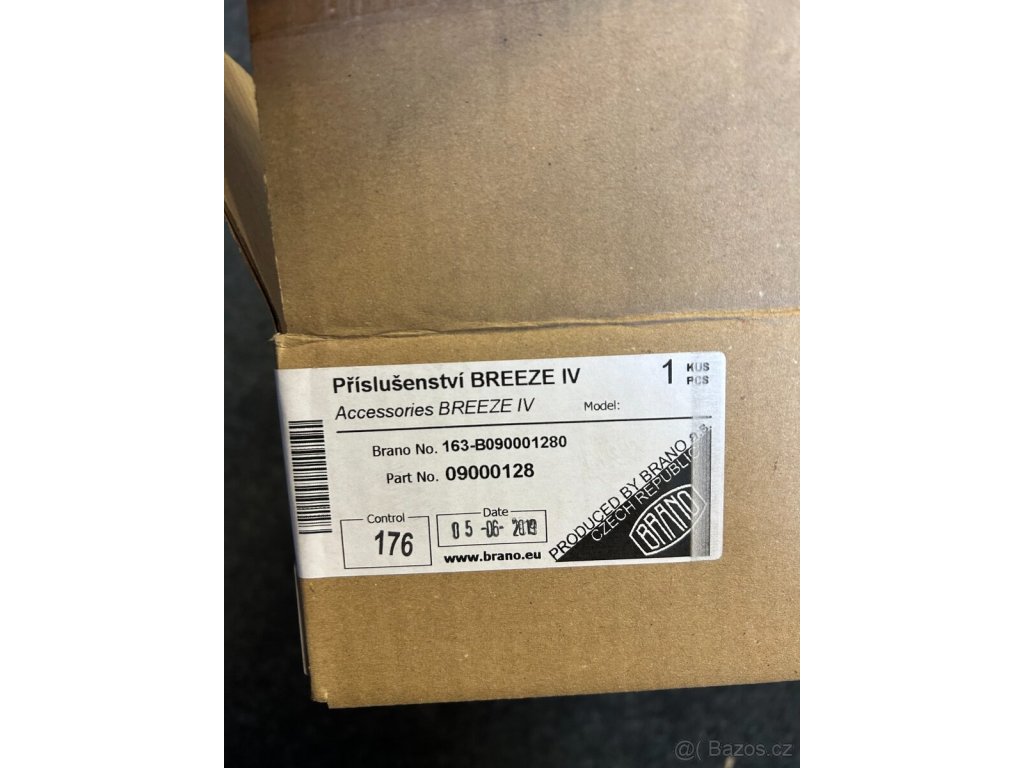 Příslušenství BREEZE IV
1 KUS
PCS
Accessories BREEZE IV
Model:
Brano No. 163-B090001280
Part No. 09000128
Control
176
Date
05 -06- 2019
www.brano.eu
PRODUCED BY BRANO a.s.
CZECH REPUBLIC
BRANO
@( Bazos.cz